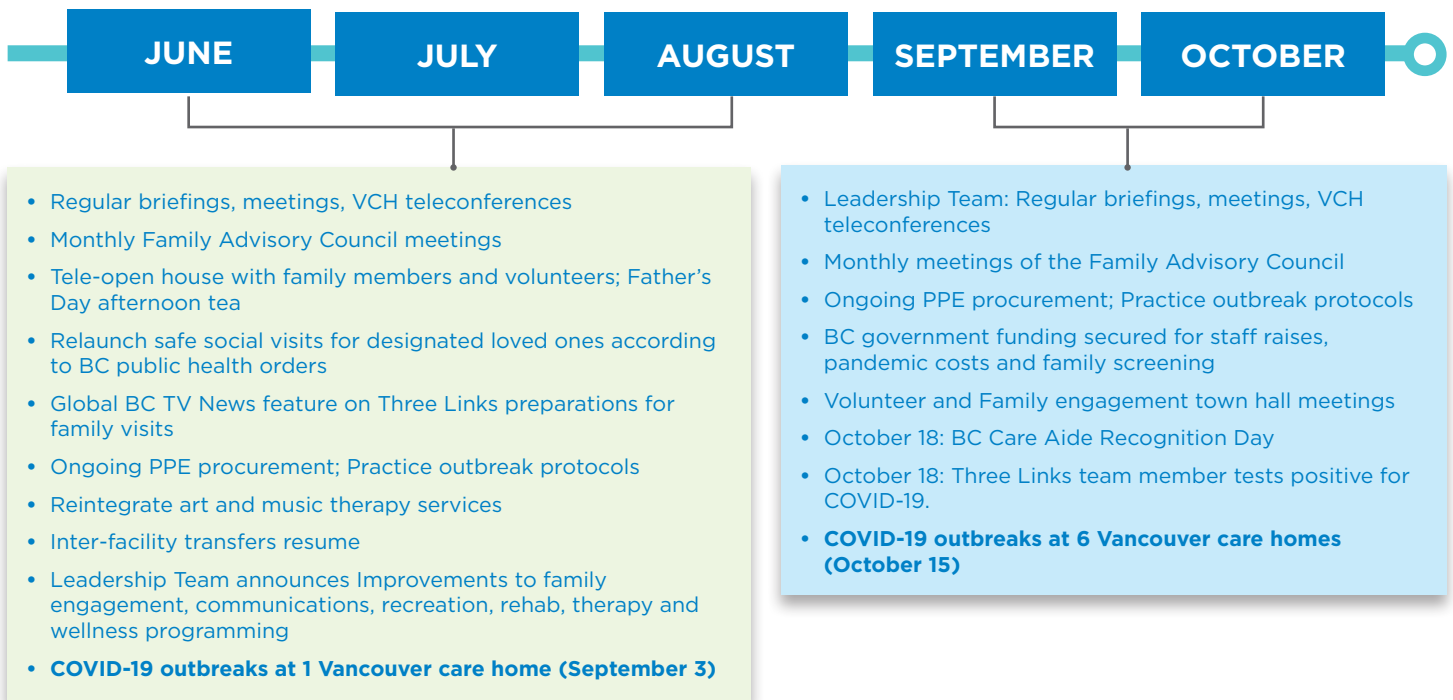 JUNE
JULY
AUGUST
SEPTEMBER
OCTOBER
• Regular briefings, meetings, VCH teleconferences
• Monthly Family Advisory Council meetings
• Tele-open house with family members and volunteers; Father’s
Day afternoon tea
• Relaunch safe social visits for designated loved ones according
to BC public health orders
• Global BC TV News feature on Three Links preparations for
family visits
• Ongoing PPE procurement; Practice outbreak protocols
• Reintegrate art and music therapy services
• Inter-facility transfers resume
• Leadership Team announces Improvements to family
engagement, communications, recreation, rehab, therapy and
wellness programming
• COVID-19 outbreaks at 1 Vancouver care home (September 3)
• Leadership Team: Regular briefings, meetings, VCH
teleconferences
• Monthly meetings of the Family Advisory Council
• Ongoing PPE procurement; Practice outbreak protocols
• BC government funding secured for staff raises,
pandemic costs and family screening
• Volunteer and Family engagement town hall meetings
• October 18: BC Care Aide Recognition Day
• October 18: Three Links team member tests positive for
COVID-19.
• COVID-19 outbreaks at 6 Vancouver care homes
(October 15)